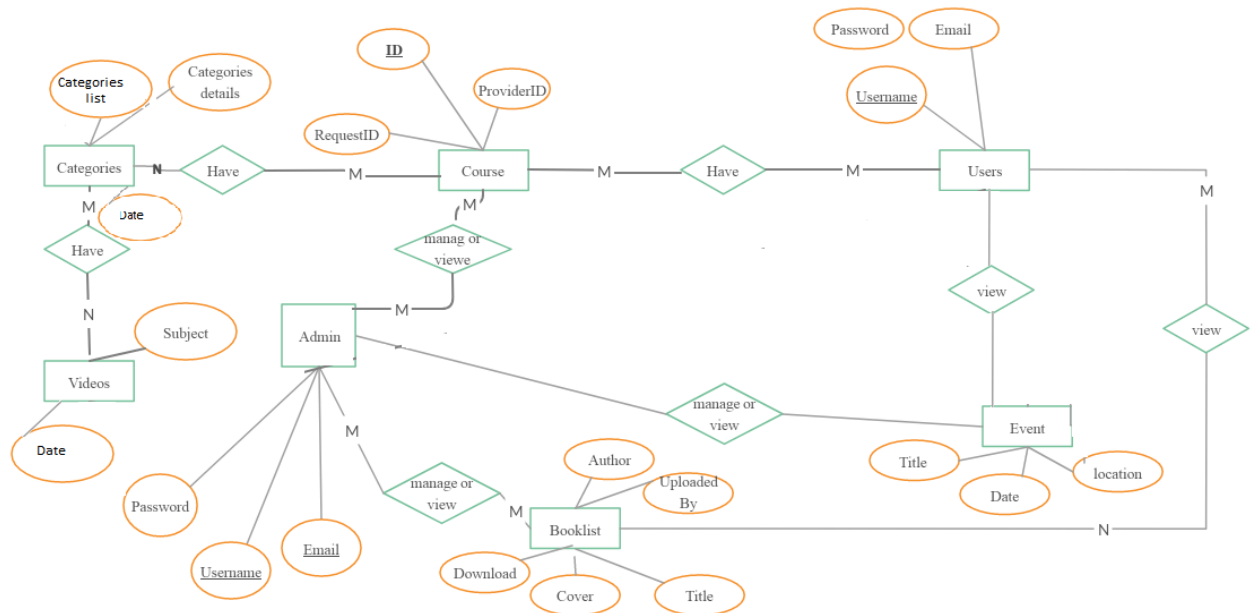 Password
Email
ID
Categories
details
Categories
list
ProviderID
Username
RequestID
Categories
N
Have
M
Course
M
Have
M
Users
M
M
M
Date
Have
manag or
viewe
view
N
M
Subject
Admin
view
Videos
manage or
view
Event
M
Date
Author
Title
location
Uploaded
By
manage or
view
Date
Password
M
Booklist
N
Email
Username
Download
Cover
Title